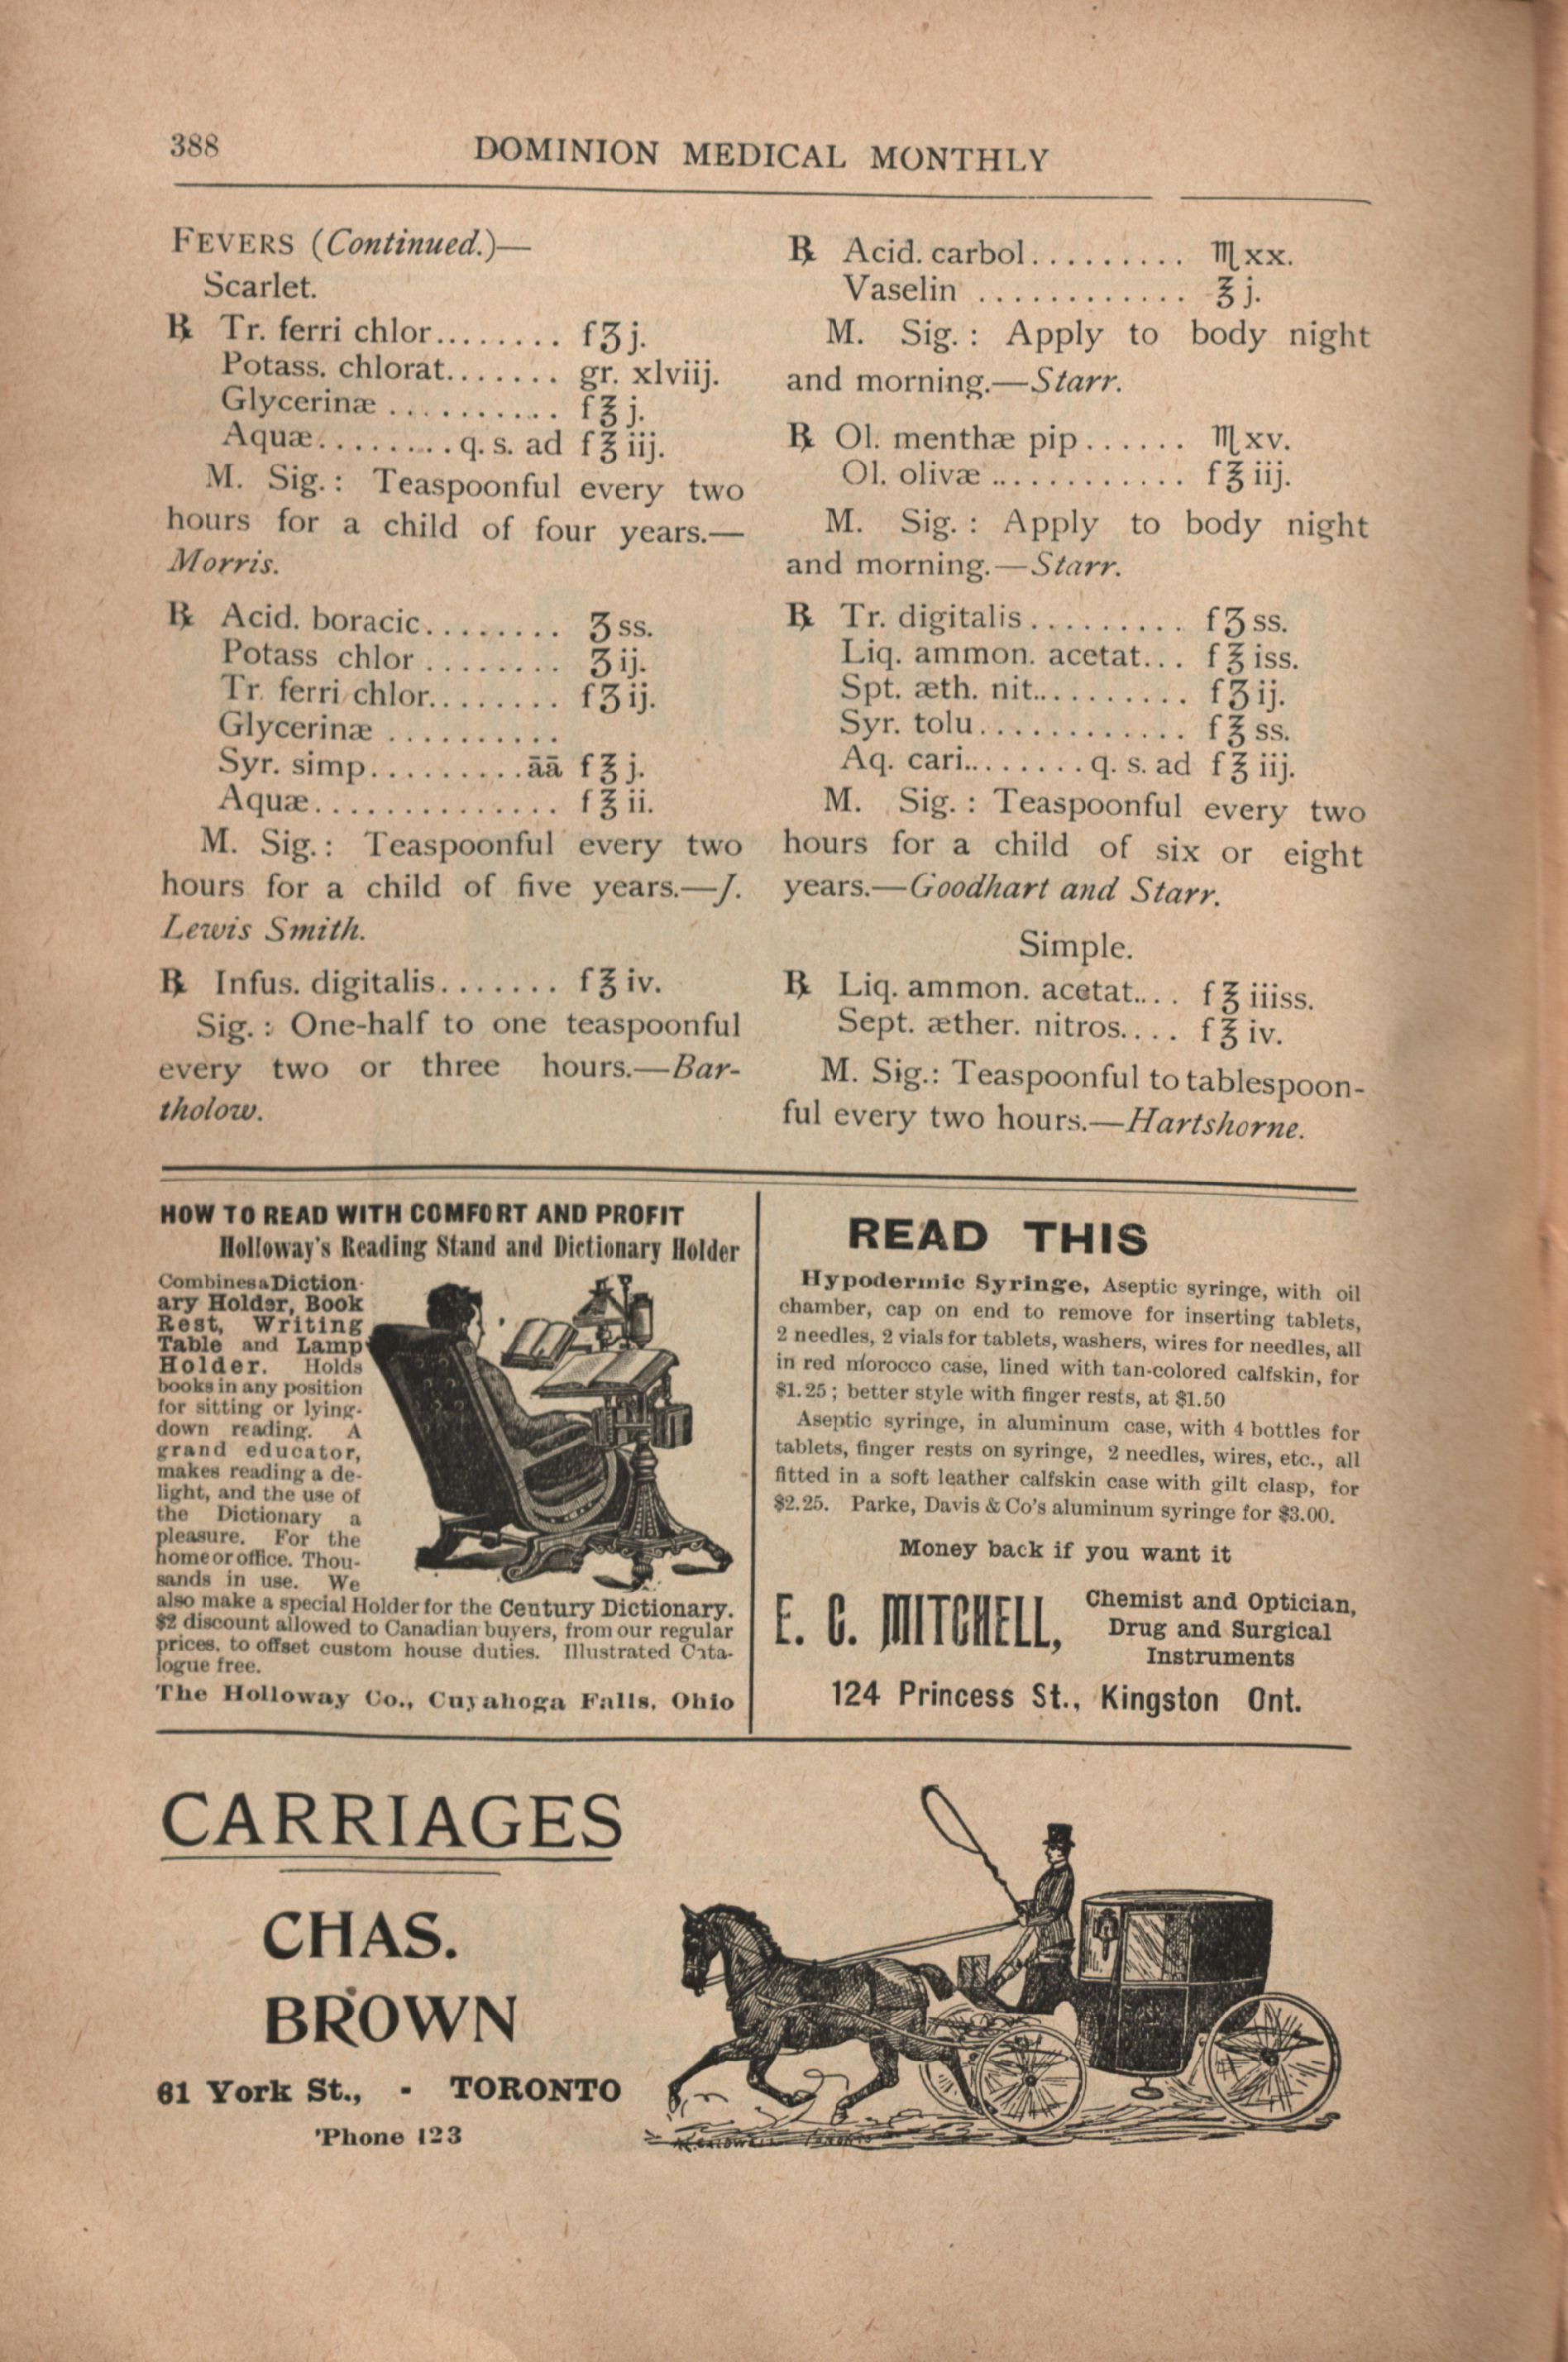 388
DOMINION MEDICAL MONTHLY
FEVERS (Continued.)—
Scarlet.
℞ Tr. ferri chlor........ fʒ j.
Potass. chlorat....... gr. xlviij.
Glycerinæ .......... f℥ j.
Aquæ......... q. s. ad f℥ iij.
M. Sig.: Teaspoonful every two
hours for a child of four years.—
Morris.
℞ Acid. boracic........ ʒ ss.
Potass chlor ........ ʒ ij.
Tr. ferri chlor........ fʒ ij.
Glycerinæ ..........
Syr. simp..........āā f℥ j.
Aquæ.............. f℥ ii.
M. Sig.: Teaspoonful every two
hours for a child of five years.—J.
Lewis Smith.
℞ Infus. digitalis....... f℥ iv.
Sig.: One-half to one teaspoonful
every two or three hours.—Bar-
tholow.
℞ Acid. carbol.......... ♏xx.
Vaselin ............ ℥ j.
M. Sig.: Apply to body night
and morning.—Starr.
℞ Ol. menthæ pip...... ♏xv.
Ol. olivæ ............ f℥ iij.
M. Sig.: Apply to body night
and morning.—Starr.
℞ Tr. digitalis.......... fʒ ss.
Liq. ammon. acetat... f℥ iss.
Spt. æth. nit.......... fʒ ij.
Syr. tolu............. f℥ ss.
Aq. cari......... q. s. ad f℥ iij.
M. Sig.: Teaspoonful every two
hours for a child of six or eight
years.—Goodhart and Starr.
Simple.
℞ Liq. ammon. acetat.... f℥ iiiss.
Sept. æther. nitros.... f℥ iv.
M. Sig.: Teaspoonful to tablespoon-
ful every two hours.—Hartshorne.
HOW TO READ WITH COMFORT AND PROFIT
Holloway's Reading Stand and Dictionary Holder
Combines a Diction-
ary Holder, Book
Rest, Writing
Table and Lamp
Holder. Holds
books in any position
for sitting or lying-
down reading. A
grand educator,
makes reading a de-
light, and the use of
the Dictionary a
pleasure. For the
home or office. Thou-
sands in use. We
also make a special Holder for the Century Dictionary.
$2 discount allowed to Canadian buyers, from our regular
prices. to offset custom house duties. Illustrated Cata-
logue free.
The Holloway Co., Cuyahoga Falls, Ohio
READ THIS
Hypodermic Syringe, Aseptic syringe, with oil
chamber, cap on end to remove for inserting tablets,
2 needles, 2 vials for tablets, washers, wires for needles, all
in red morocco case, lined with tan-colored calfskin, for
$1.25; better style with finger rests, at $1.50
Aseptic syringe, in aluminum case, with 4 bottles for
tablets, finger rests on syringe, 2 needles, wires, etc., all
fitted in a soft leather calfskin case with gilt clasp, for
$2.25. Parke, Davis & Co's aluminum syringe for $3.00.
Money back if you want it
E. C. MITCHELL,
Chemist and Optician,
Drug and Surgical
Instruments
124 Princess St., Kingston Ont.
CARRIAGES
CHAS.
BROWN
61 York St., - TORONTO
'Phone 123